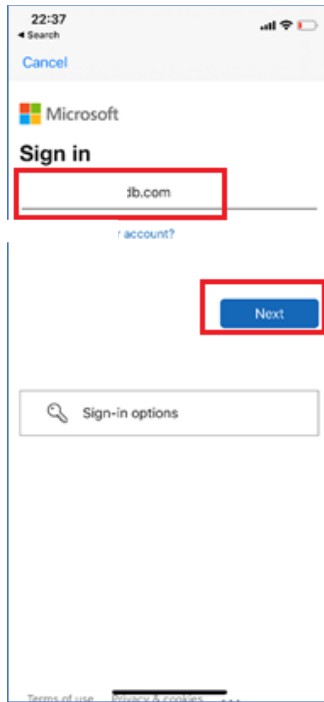 22:37
◀ Search
Cancel
Microsoft
Sign in
db.com
account?
Next
Sign-in options
Terms of use Privacy & cookies ...